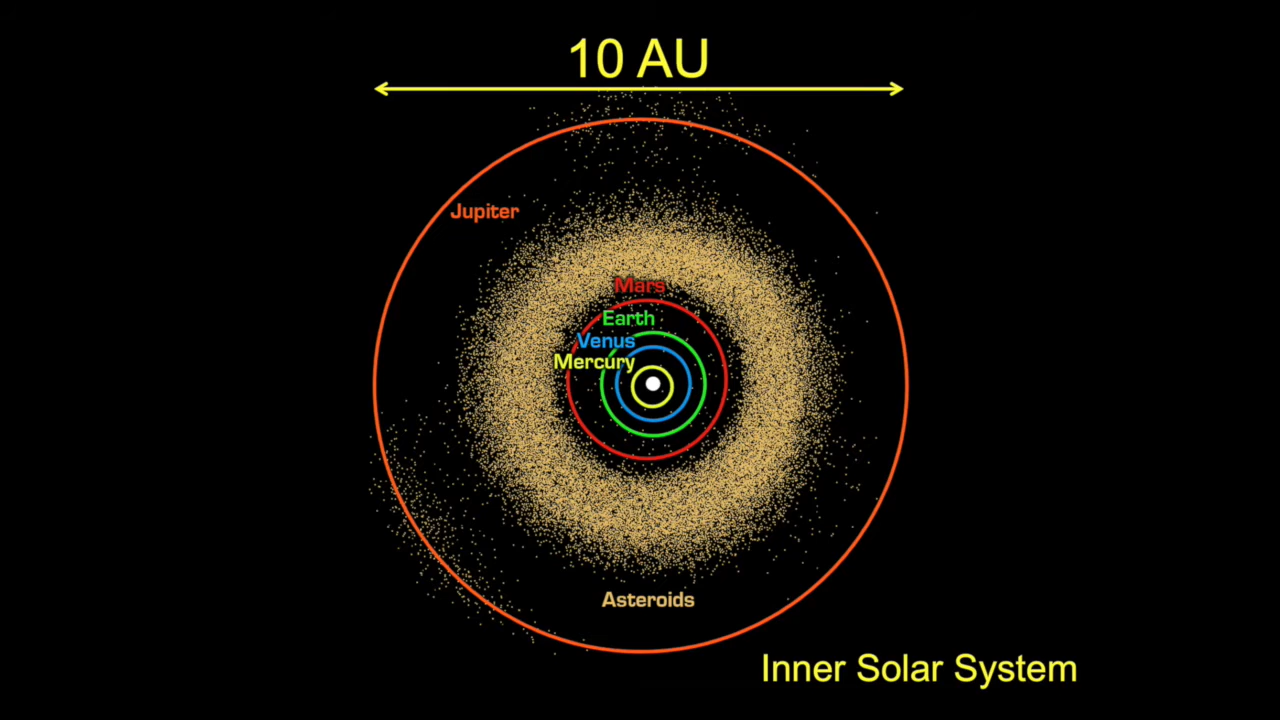 10 AU
Jupiter
Mars
Earth
Venus
Mercury
Asteroids
Inner Solar System